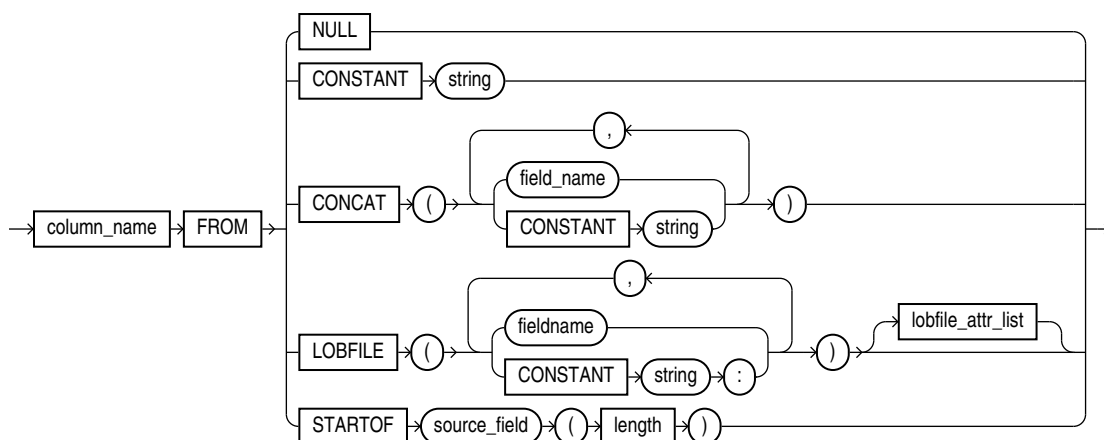 NULL
CONSTANT string
,
field_name
CONCAT ( CONSTANT string )
column_name FROM
,
fieldname
lobfile_attr_list
LOBFILE ( CONSTANT string : )
STARTOF source_field ( length )